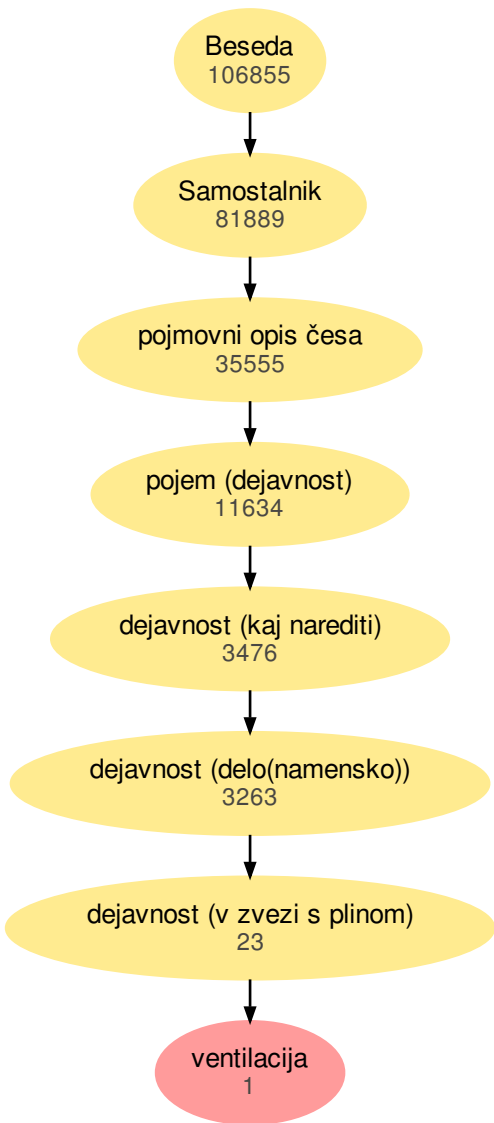 Beseda
106855
Samostalnik
81889
pojmovni opis česa
35555
pojem (dejavnost)
11634
dejavnost (kaj narediti)
3476
dejavnost (delo(namensko))
3263
dejavnost (v zvezi s plinom)
23
ventilacija
1